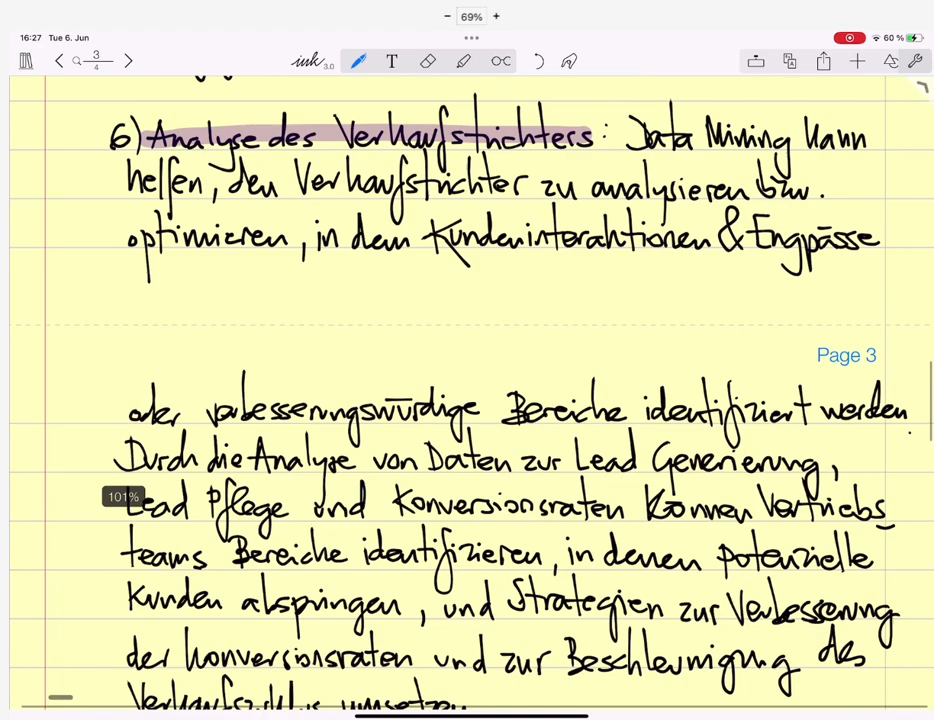 − 69% +
16:27 Tue 6. Jun
60 %
3
4
ink 3.0
T
6) Analyse des Verkaufstrichters: Data Mining kann
helfen, den Verkaufstrichter zu analysieren bzw.
optimieren, in dem Kundeninteraktionen & Engpässe
Page 3
oder verbesserungswürdige Bereiche identifiziert werden.
Durch die Analyse von Daten zur Lead Generierung,
101%
Lead Pflege und Konversionsraten können Vertriebs
teams Bereiche identifizieren, in denen potenzielle
Kunden abspringen, und Strategien zur Verbesserung
der Konversionsraten und zur Beschleunigung des
Verkaufszyklus umsetzen